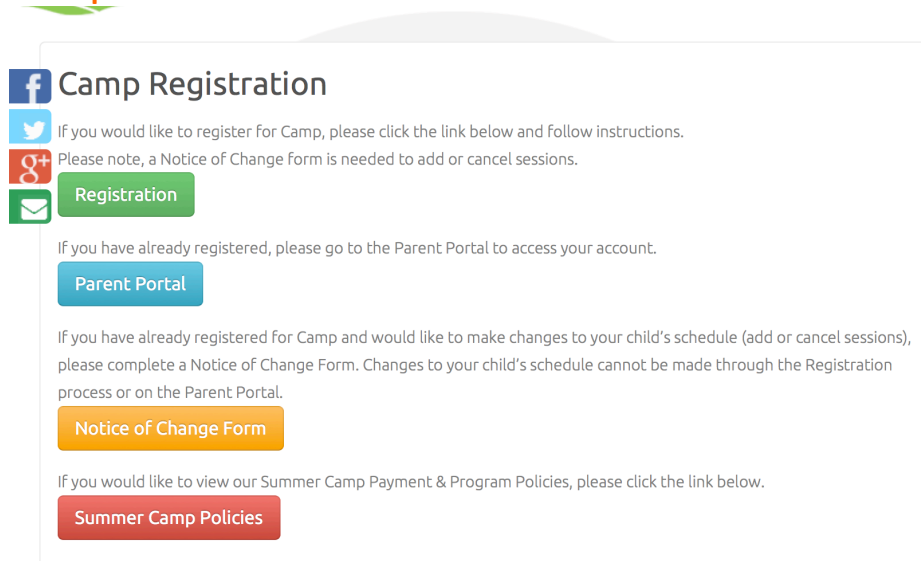 Camp Registration
If you would like to register for Camp, please click the link below and follow instructions.
Please note, a Notice of Change form is needed to add or cancel sessions.
Registration
If you have already registered, please go to the Parent Portal to access your account.
Parent Portal
If you have already registered for Camp and would like to make changes to your child’s schedule (add or cancel sessions),
please complete a Notice of Change Form. Changes to your child’s schedule cannot be made through the Registration
process or on the Parent Portal.
Notice of Change Form
If you would like to view our Summer Camp Payment & Program Policies, please click the link below.
Summer Camp Policies